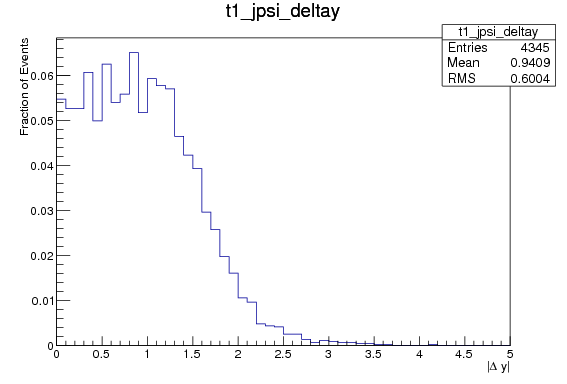 t1_jpsi_deltay
t1_jpsi_deltay
Entries 4345
Mean 0.9409
RMS 0.6004
Fraction of Events
0.06
0.05
0.04
0.03
0.02
0.01
0
0 0.5 1 1.5 2 2.5 3 3.5 4 4.5 5
|Δ y|